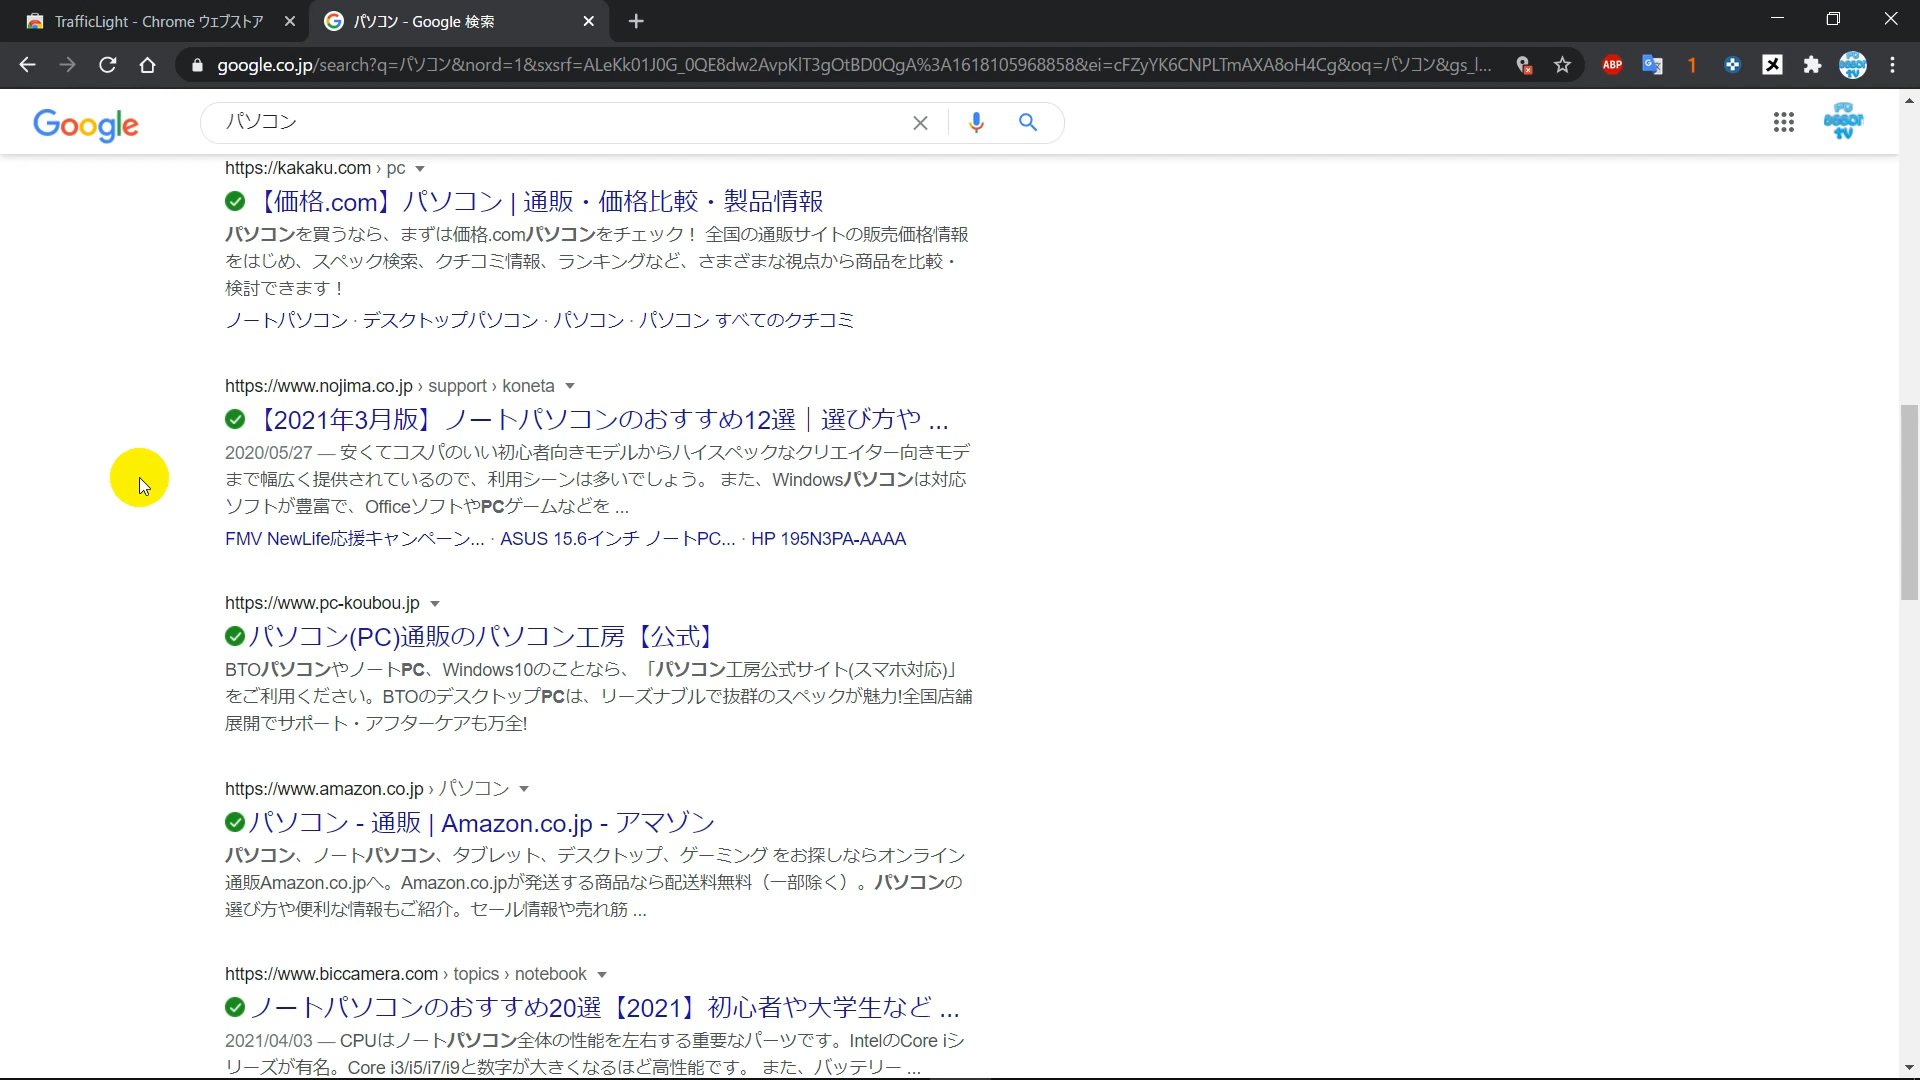 TrafficLight - Chrome ウェブストア
パソコン - Google 検索
google.co.jp/search?q=パソコン&nord=1&sxsrf=ALeKk01J0G_0QE8dw2AvpKlT3gOtBD0QgA%3A1618105968858&ei=cFZyYK6CNPLTmAXA8oH4Cg&oq=パソコン&gs_l...
ABP
1
Google
パソコン
https://kakaku.com › pc
【価格.com】パソコン | 通販・価格比較・製品情報
パソコンを買うなら、まずは価格.comパソコンをチェック！ 全国の通販サイトの販売価格情報
をはじめ、スペック検索、クチコミ情報、ランキングなど、さまざまな視点から商品を比較・
検討できます！
ノートパソコン · デスクトップパソコン · パソコン · パソコン すべてのクチコミ
https://www.nojima.co.jp › support › koneta
【2021年3月版】ノートパソコンのおすすめ12選｜選び方や ...
2020/05/27 — 安くてコスパのいい初心者向きモデルからハイスペックなクリエイター向きモデ
まで幅広く提供されているので、利用シーンは多いでしょう。 また、Windowsパソコンは対応
ソフトが豊富で、OfficeソフトやPCゲームなどを ...
FMV NewLife応援キャンペーン... · ASUS 15.6インチ ノートPC... · HP 195N3PA-AAAA
https://www.pc-koubou.jp
パソコン(PC)通販のパソコン工房【公式】
BTOパソコンやノートPC、Windows10のことなら、「パソコン工房公式サイト(スマホ対応)」
をご利用ください。BTOのデスクトップPCは、リーズナブルで抜群のスペックが魅力!全国店舗
展開でサポート・アフターケアも万全!
https://www.amazon.co.jp › パソコン
パソコン - 通販 | Amazon.co.jp - アマゾン
パソコン、ノートパソコン、タブレット、デスクトップ、ゲーミング をお探しならオンライン
通販Amazon.co.jpへ。Amazon.co.jpが発送する商品なら配送料無料（一部除く）。パソコンの
選び方や便利な情報もご紹介。セール情報や売れ筋 ...
https://www.biccamera.com › topics › notebook
ノートパソコンのおすすめ20選【2021】初心者や大学生など ...
2021/04/03 — CPUはノートパソコン全体の性能を左右する重要なパーツです。IntelのCore iシ
リーズが有名。Core i3/i5/i7/i9と数字が大きくなるほど高性能です。 また、バッテリー ...